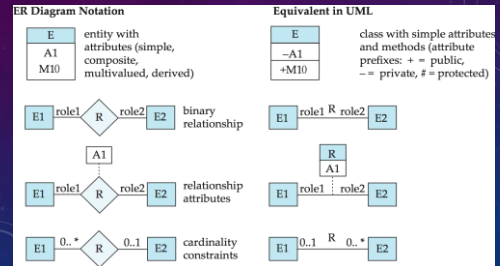 ER Diagram Notation
Equivalent in UML
E
A1
M10
entity with
attributes (simple,
composite,
multivalued, derived)
E
–A1
+M10
class with simple attributes
and methods (attribute
prefixes: + = public,
– = private, # = protected)
E1 role1 R role2 E2
binary
relationship
E1 role1 R role2 E2
A1
E1 role1 R role2 E2
relationship
attributes
R
A1
E1 role1 role2 E2
E1 0.. * R 0..1 E2
cardinality
constraints
E1 0..1 R 0.. * E2